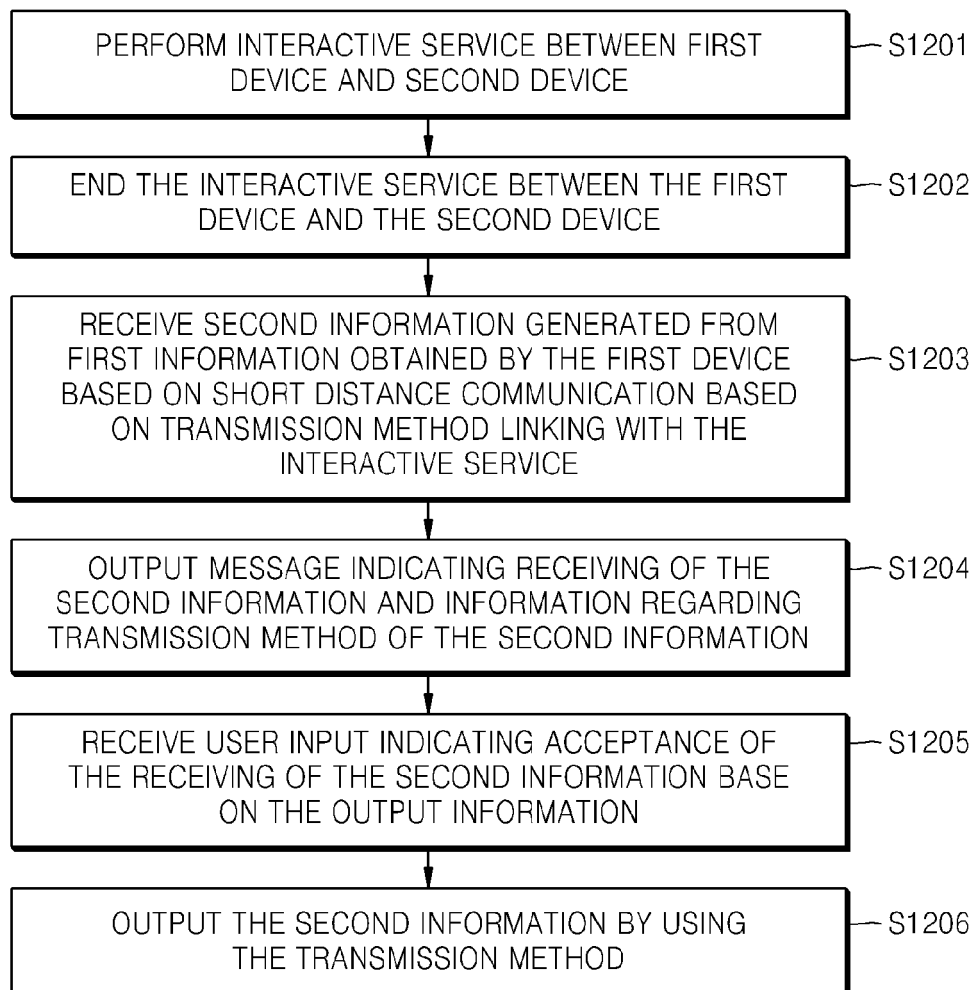 PERFORM INTERACTIVE SERVICE BETWEEN FIRST
DEVICE AND SECOND DEVICE
S1201
END THE INTERACTIVE SERVICE BETWEEN THE FIRST
DEVICE AND THE SECOND DEVICE
S1202
RECEIVE SECOND INFORMATION GENERATED FROM
FIRST INFORMATION OBTAINED BY THE FIRST DEVICE
BASED ON SHORT DISTANCE COMMUNICATION BASED
ON TRANSMISSION METHOD LINKING WITH THE
INTERACTIVE SERVICE
S1203
OUTPUT MESSAGE INDICATING RECEIVING OF THE
SECOND INFORMATION AND INFORMATION REGARDING
TRANSMISSION METHOD OF THE SECOND INFORMATION
S1204
RECEIVE USER INPUT INDICATING ACCEPTANCE OF
THE RECEIVING OF THE SECOND INFORMATION BASE
ON THE OUTPUT INFORMATION
S1205
OUTPUT THE SECOND INFORMATION BY USING
THE TRANSMISSION METHOD
S1206